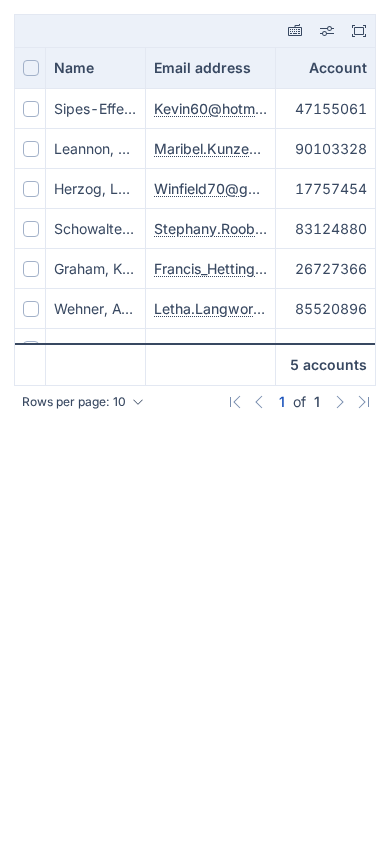 Name Email address Account
Sipes-Effe... Kevin60@hotm... 47155061
Leannon, ... Maribel.Kunze... 90103328
Herzog, L... Winfield70@g... 17757454
Schowalte... Stephany.Roob... 83124880
Graham, K... Francis_Hetting... 26727366
Wehner, A... Letha.Langwor... 85520896
5 accounts
Rows per page: 10 1 of 1